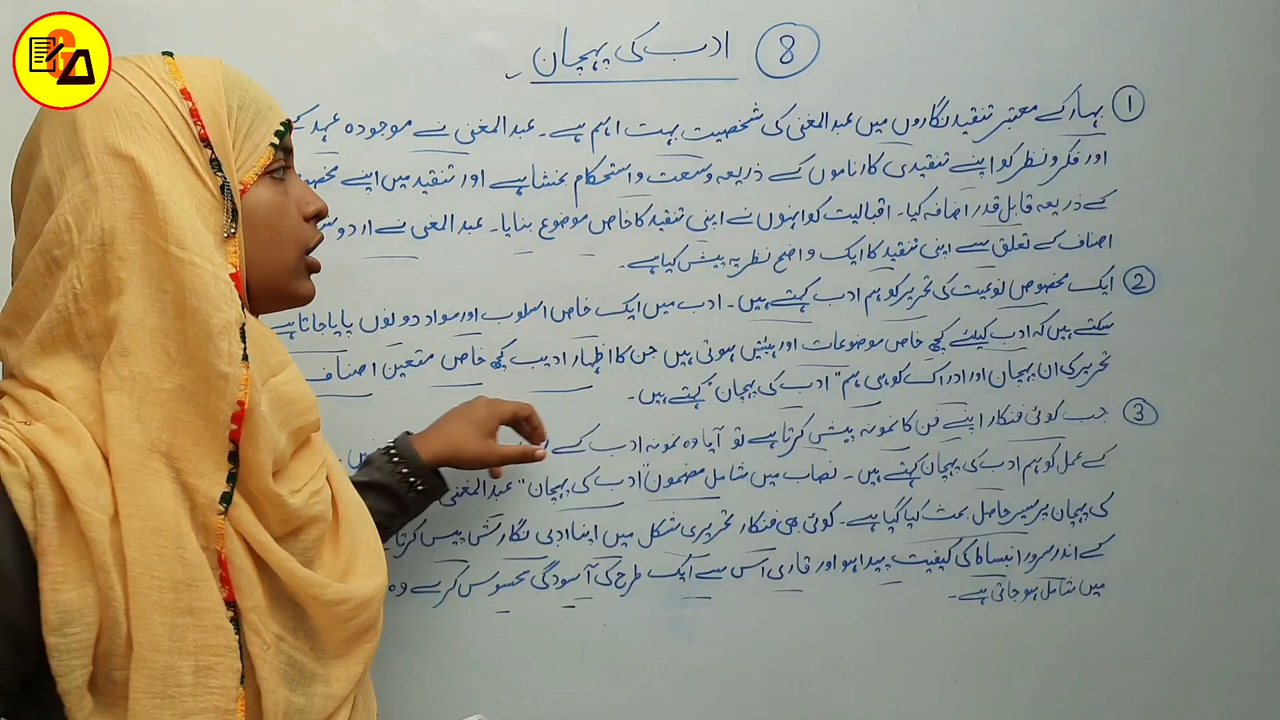 8 ادب کی پہچان ۔
① بہار کے معتبر تنقید نگاروں میں عبدالمغنی کی شخصیت بہت اہم ہے۔ عبدالمغنی نے موجودہ عہد کے
اور فکر و نظر کو اپنے تنقیدی کارناموں کے ذریعہ وسعت و استحکام بخشا ہے اور تنقید میں اپنے
کے ذریعہ قابل قدر اضافہ کیا۔ اقبالیت کو انہوں نے اپنی تنقید کا خاص موضوع بنایا۔ عبدالمغنی نے اردو
اصناف کے تعلق سے اپنی تنقید کا ایک واضح نظریہ پیش کیا ہے۔
② ایک مخصوص نوعیت کی تحریر کو ہم ادب کہتے ہیں۔ ادب میں ایک خاص اسلوب اور مواد دونوں پایا جاتا ہے
سکتے ہیں کہ ادب کیلئے کچھ خاص موضوعات اور ہیئتیں ہوتی ہیں جن کا اظہار ادیب کچھ خاص متعین اصناف
تحریر کی ان پہچان اور ادراک کو ہی ہم "ادب کی پہچان" کہتے ہیں۔
③ جب کوئی فنکار اپنے فن کا نمونہ پیش کرتا ہے تو آیا وہ نمونہ ادب کے
کے عمل کو ہم ادب کی پہچان کہتے ہیں۔ نصاب میں شامل مضمون "ادب کی پہچان" عبدالمغنی
کی پہچان پر سیر حاصل بحث کیا گیا ہے۔ کوئی بھی فنکار تحریری شکل میں اپنا ادبی نگارش پیس کرتا
کے اندر سرور انبساط کی کیفیت پیدا ہو اور قاری اس سے ایک طرح کی آسودگی محسوس کرے وہ
میں شامل ہو جاتی ہے۔